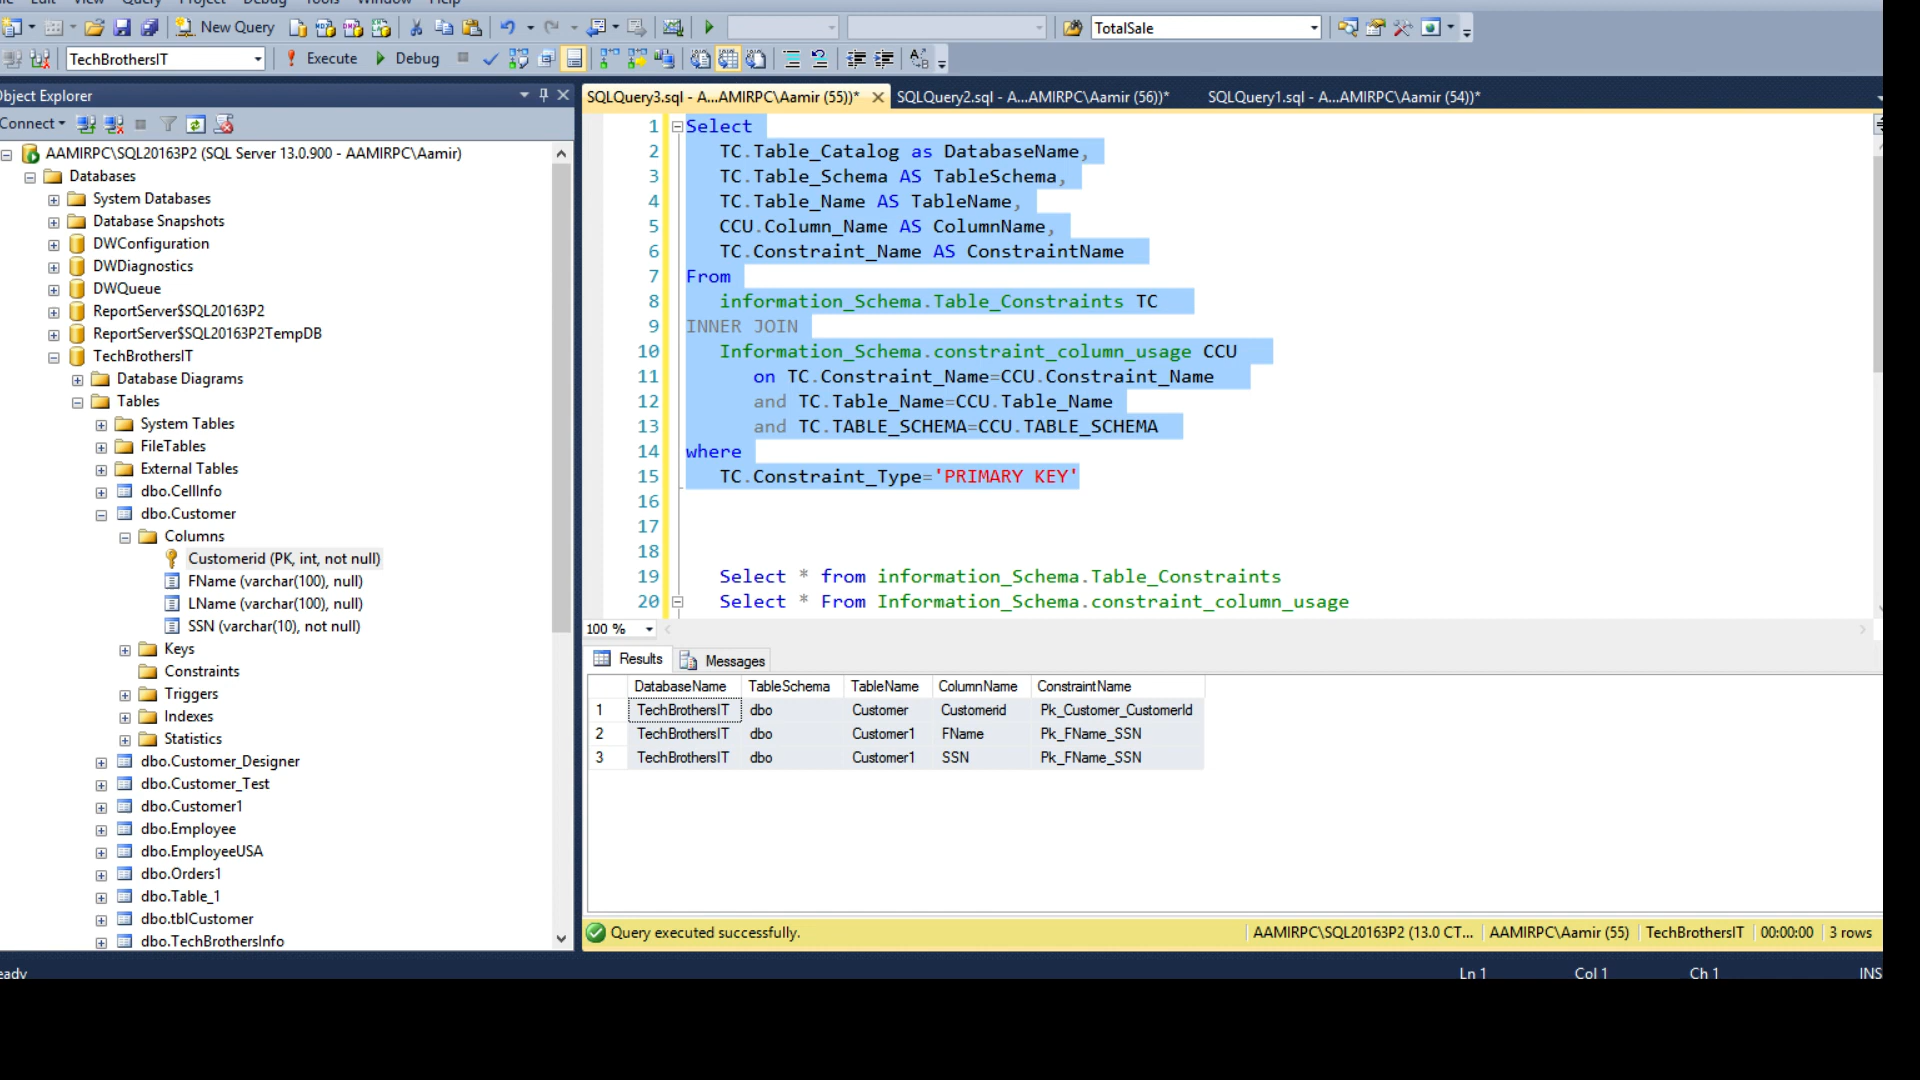 Edit View Query Project Debug Tools Window Help
New Query
TotalSale
TechBrothersIT
Execute
Debug
Object Explorer
Connect
AAMIRPC\SQL20163P2 (SQL Server 13.0.900 - AAMIRPC\Aamir)
Databases
System Databases
Database Snapshots
DWConfiguration
DWDiagnostics
DWQueue
ReportServer$SQL20163P2
ReportServer$SQL20163P2TempDB
TechBrothersIT
Database Diagrams
Tables
System Tables
FileTables
External Tables
dbo.CellInfo
dbo.Customer
Columns
Customerid (PK, int, not null)
FName (varchar(100), null)
LName (varchar(100), null)
SSN (varchar(10), not null)
Keys
Constraints
Triggers
Indexes
Statistics
dbo.Customer_Designer
dbo.Customer_Test
dbo.Customer1
dbo.Employee
dbo.EmployeeUSA
dbo.Orders1
dbo.Table_1
dbo.tblCustomer
dbo.TechBrothersInfo
SQLQuery3.sql - A...AMIRPC\Aamir (55))* SQLQuery2.sql - A...AMIRPC\Aamir (56))* SQLQuery1.sql - A...AMIRPC\Aamir (54))*
1 Select
2 TC.Table_Catalog as DatabaseName,
3 TC.Table_Schema AS TableSchema,
4 TC.Table_Name AS TableName,
5 CCU.Column_Name AS ColumnName,
6 TC.Constraint_Name AS ConstraintName
7 From
8 information_Schema.Table_Constraints TC
9 INNER JOIN
10 Information_Schema.constraint_column_usage CCU
11 on TC.Constraint_Name=CCU.Constraint_Name
12 and TC.Table_Name=CCU.Table_Name
13 and TC.TABLE_SCHEMA=CCU.TABLE_SCHEMA
14 where
15 TC.Constraint_Type='PRIMARY KEY'
16
17
18
19 Select * from information_Schema.Table_Constraints
20 Select * From Information_Schema.constraint_column_usage
100 %
Results Messages
DatabaseName TableSchema TableName ColumnName ConstraintName
1 TechBrothersIT dbo Customer Customerid Pk_Customer_CustomerId
2 TechBrothersIT dbo Customer1 FName Pk_FName_SSN
3 TechBrothersIT dbo Customer1 SSN Pk_FName_SSN
Query executed successfully. AAMIRPC\SQL20163P2 (13.0 CT... AAMIRPC\Aamir (55) TechBrothersIT 00:00:00 3 rows
eady Ln 1 Col 1 Ch 1 INS